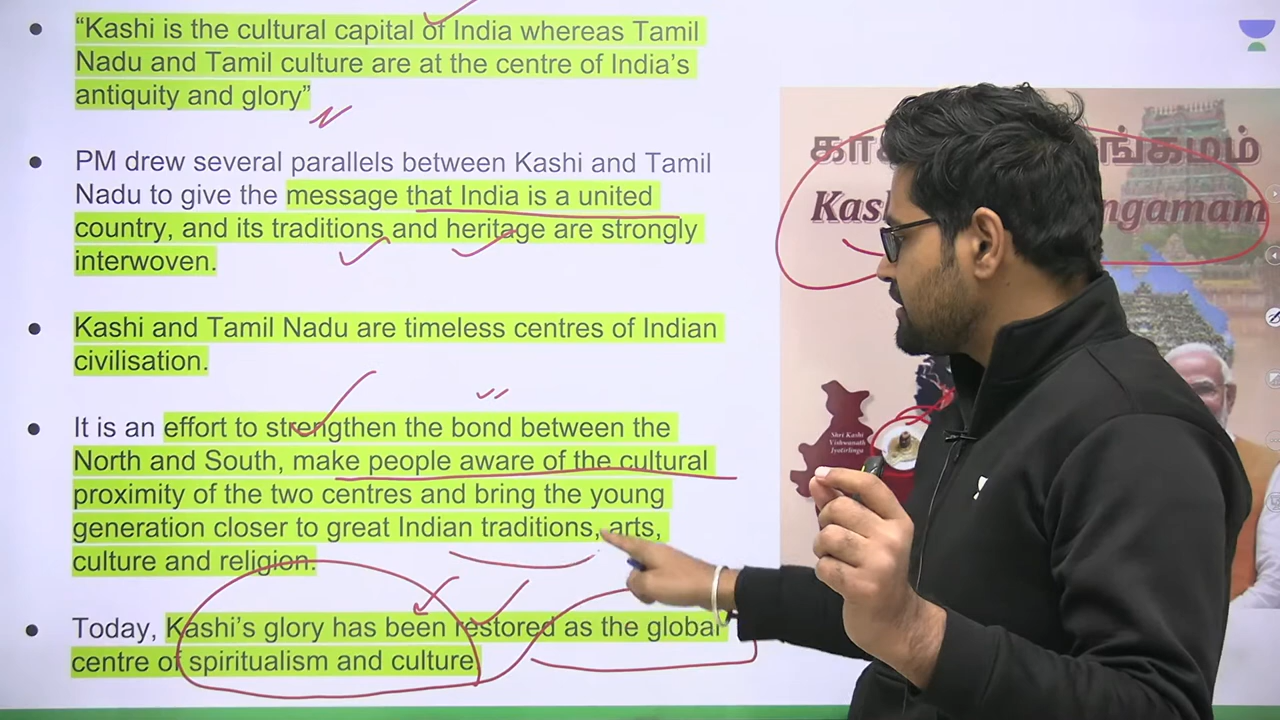 “Kashi is the cultural capital of India whereas Tamil
Nadu and Tamil culture are at the centre of India’s
antiquity and glory”
PM drew several parallels between Kashi and Tamil
Nadu to give the message that India is a united
country, and its traditions and heritage are strongly
interwoven.
Kashi and Tamil Nadu are timeless centres of Indian
civilisation.
It is an effort to strengthen the bond between the
North and South, make people aware of the cultural
proximity of the two centres and bring the young
generation closer to great Indian traditions, arts,
culture and religion.
Today, Kashi’s glory has been restored as the global
centre of spiritualism and culture
Shri Kashi
Vishwanath
Jyotirlinga